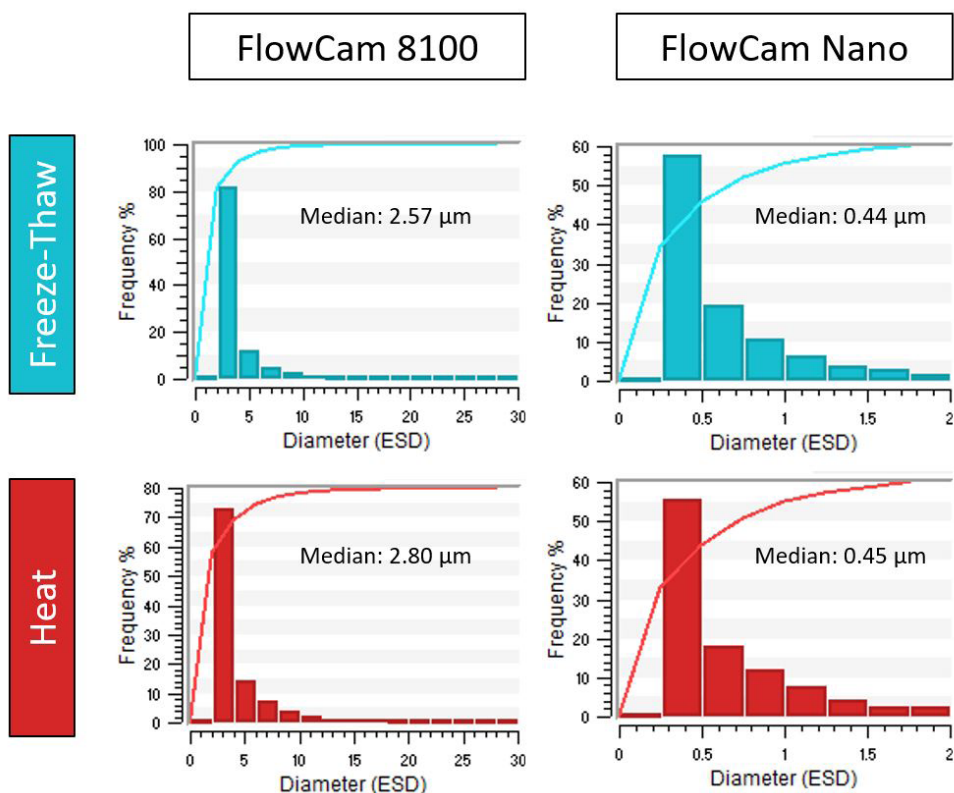 FlowCam 8100
FlowCam Nano
Freeze-Thaw
Frequency %
100
80
60
40
20
0
Median: 2.57 µm
0 5 10 15 20 25 30
Diameter (ESD)
Frequency %
60
50
40
30
20
10
0
Median: 0.44 µm
0 0.5 1 1.5 2
Diameter (ESD)
Heat
Frequency %
80
70
60
50
40
30
20
10
0
Median: 2.80 µm
0 5 10 15 20 25 30
Diameter (ESD)
Frequency %
60
50
40
30
20
10
0
Median: 0.45 µm
0 0.5 1 1.5 2
Diameter (ESD)